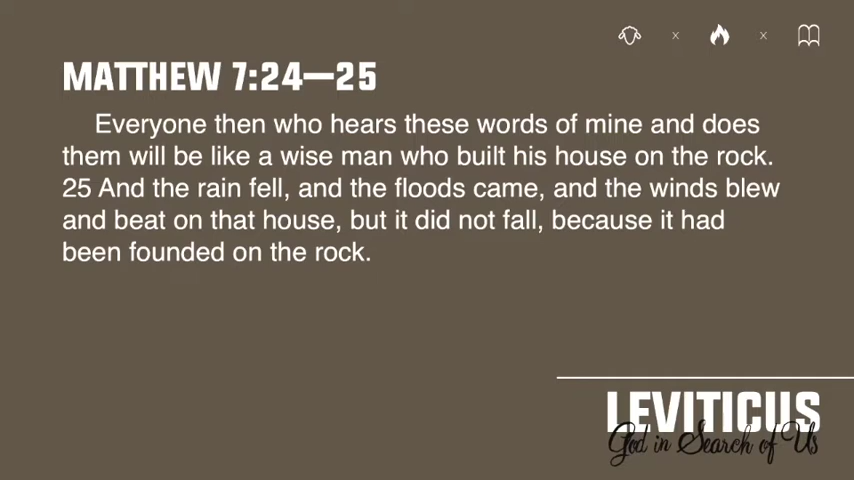 MATTHEW 7:24—25
Everyone then who hears these words of mine and does
them will be like a wise man who built his house on the rock.
25 And the rain fell, and the floods came, and the winds blew
and beat on that house, but it did not fall, because it had
been founded on the rock.
LEVITICUS
God in Search of Us